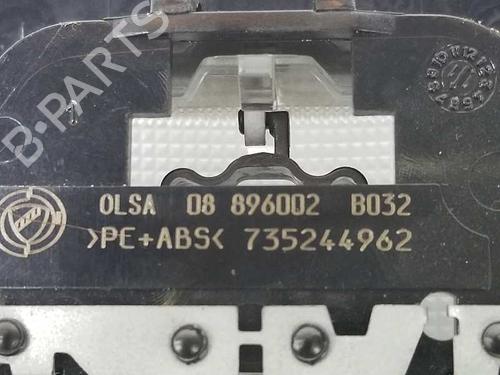 B-PARTS
OLSA 08 896002 B032
>PE+ABS< 735244962